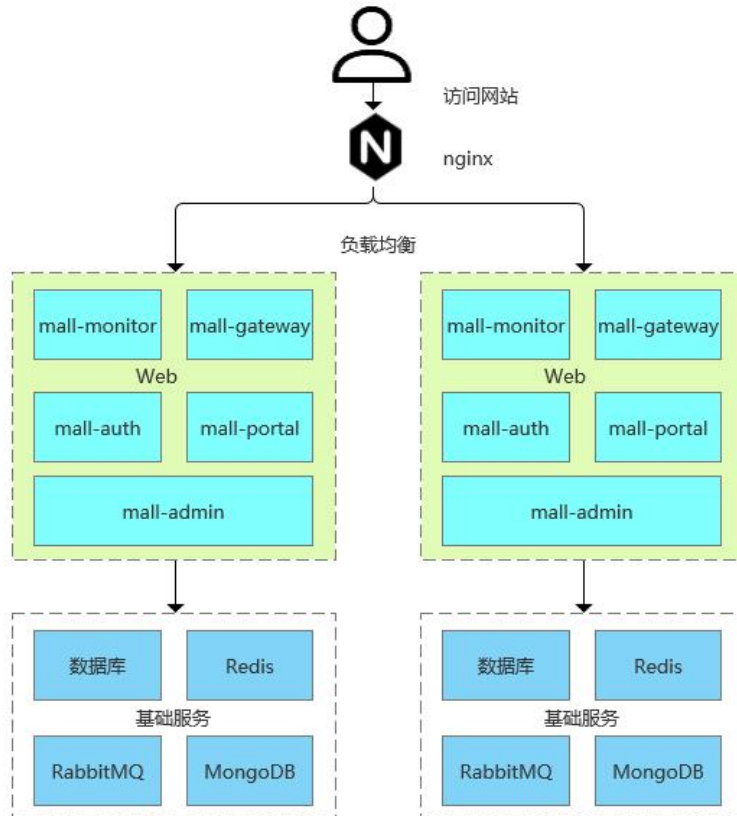 访问网站
N
nginx
负载均衡
mall-monitor mall-gateway
Web
mall-auth mall-portal
mall-admin
mall-monitor mall-gateway
Web
mall-auth mall-portal
mall-admin
数据库 Redis
基础服务
RabbitMQ MongoDB
数据库 Redis
基础服务
RabbitMQ MongoDB